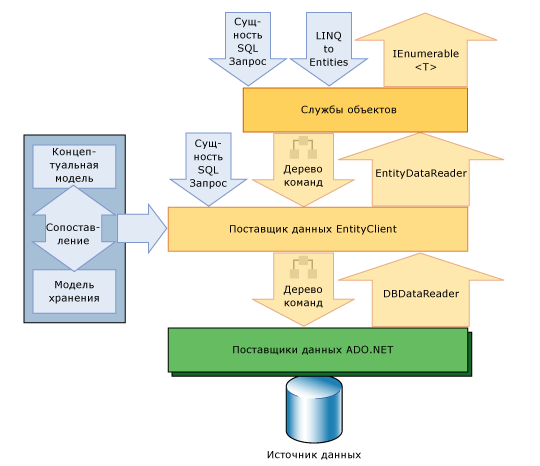 Сущ-
ность
SQL
Запрос
LINQ
to
Entities
IEnumerable
<T>
Службы объектов
Сущ-
ность
SQL
Запрос
Дерево
команд
EntityDataReader
Концеп-
туальная
модель
Сопостав-
ление
Модель
хранения
Поставщик данных EntityClient
Дерево
команд
DBDataReader
Поставщики данных ADO.NET
Источник данных